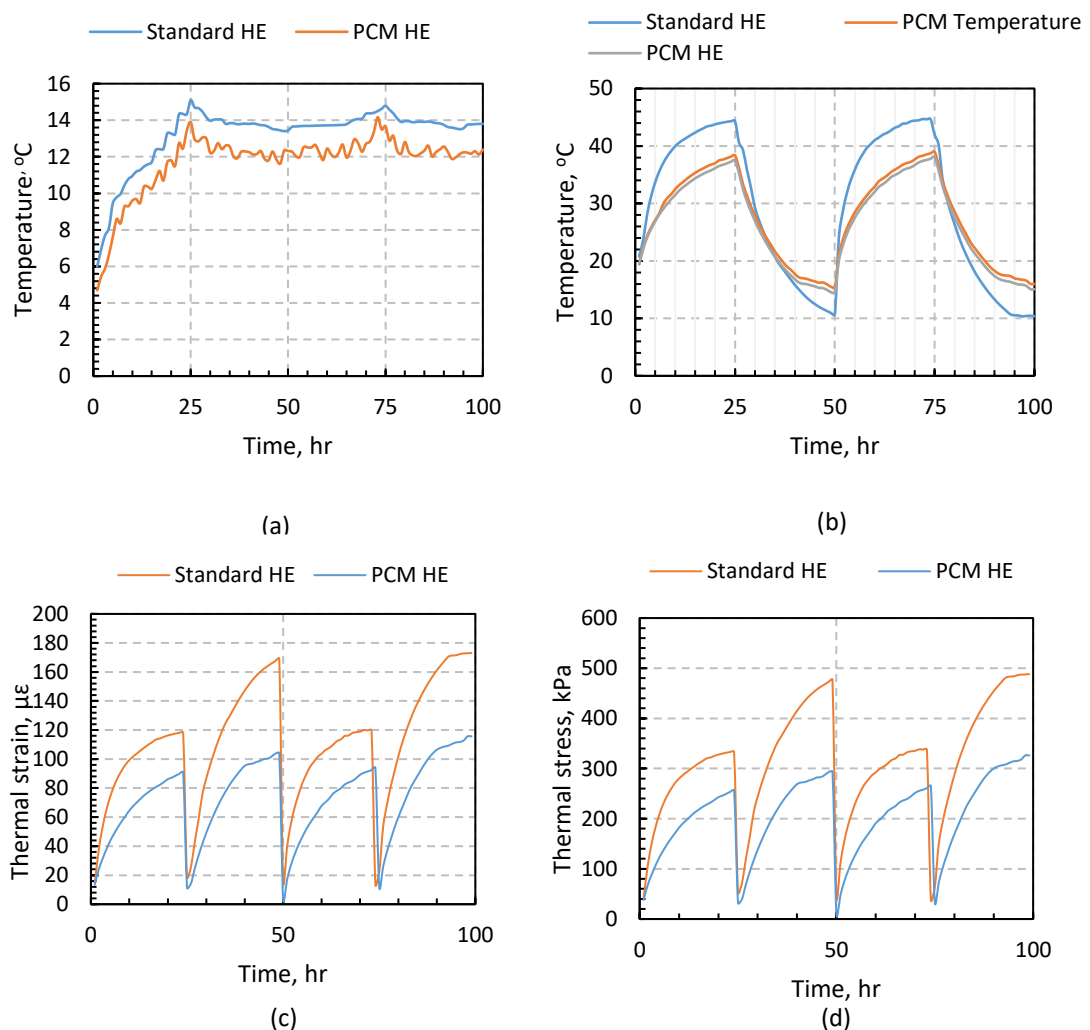 Standard HE
PCM HE
16
14
12
10
8
6
4
2
0
Temperature, ºC
0
25
50
75
100
Time, hr
(a)
Standard HE
PCM Temperature
PCM HE
50
40
30
20
10
0
Temperature, ºC
0
25
50
75
100
Time, hr
(b)
Standard HE
PCM HE
200
180
160
140
120
100
80
60
40
20
0
Thermal strain, µε
0
50
100
Time, hr
(c)
Standard HE
PCM HE
600
500
400
300
200
100
0
Thermal stress, kPa
0
50
100
Time, hr
(d)